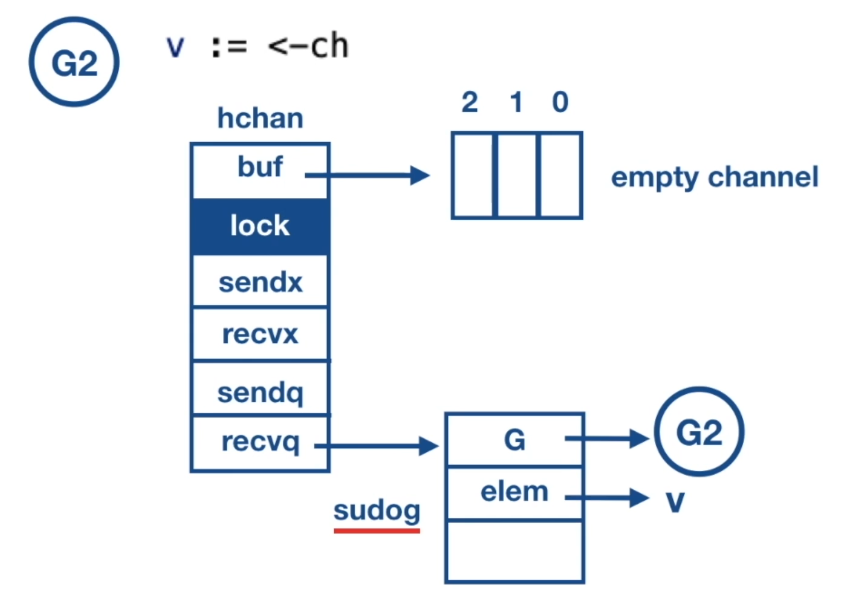 G2
v := <-ch
hchan
2 1 0
buf
empty channel
lock
sendx
recvx
sendq
recvq
G
G2
elem
v
sudog